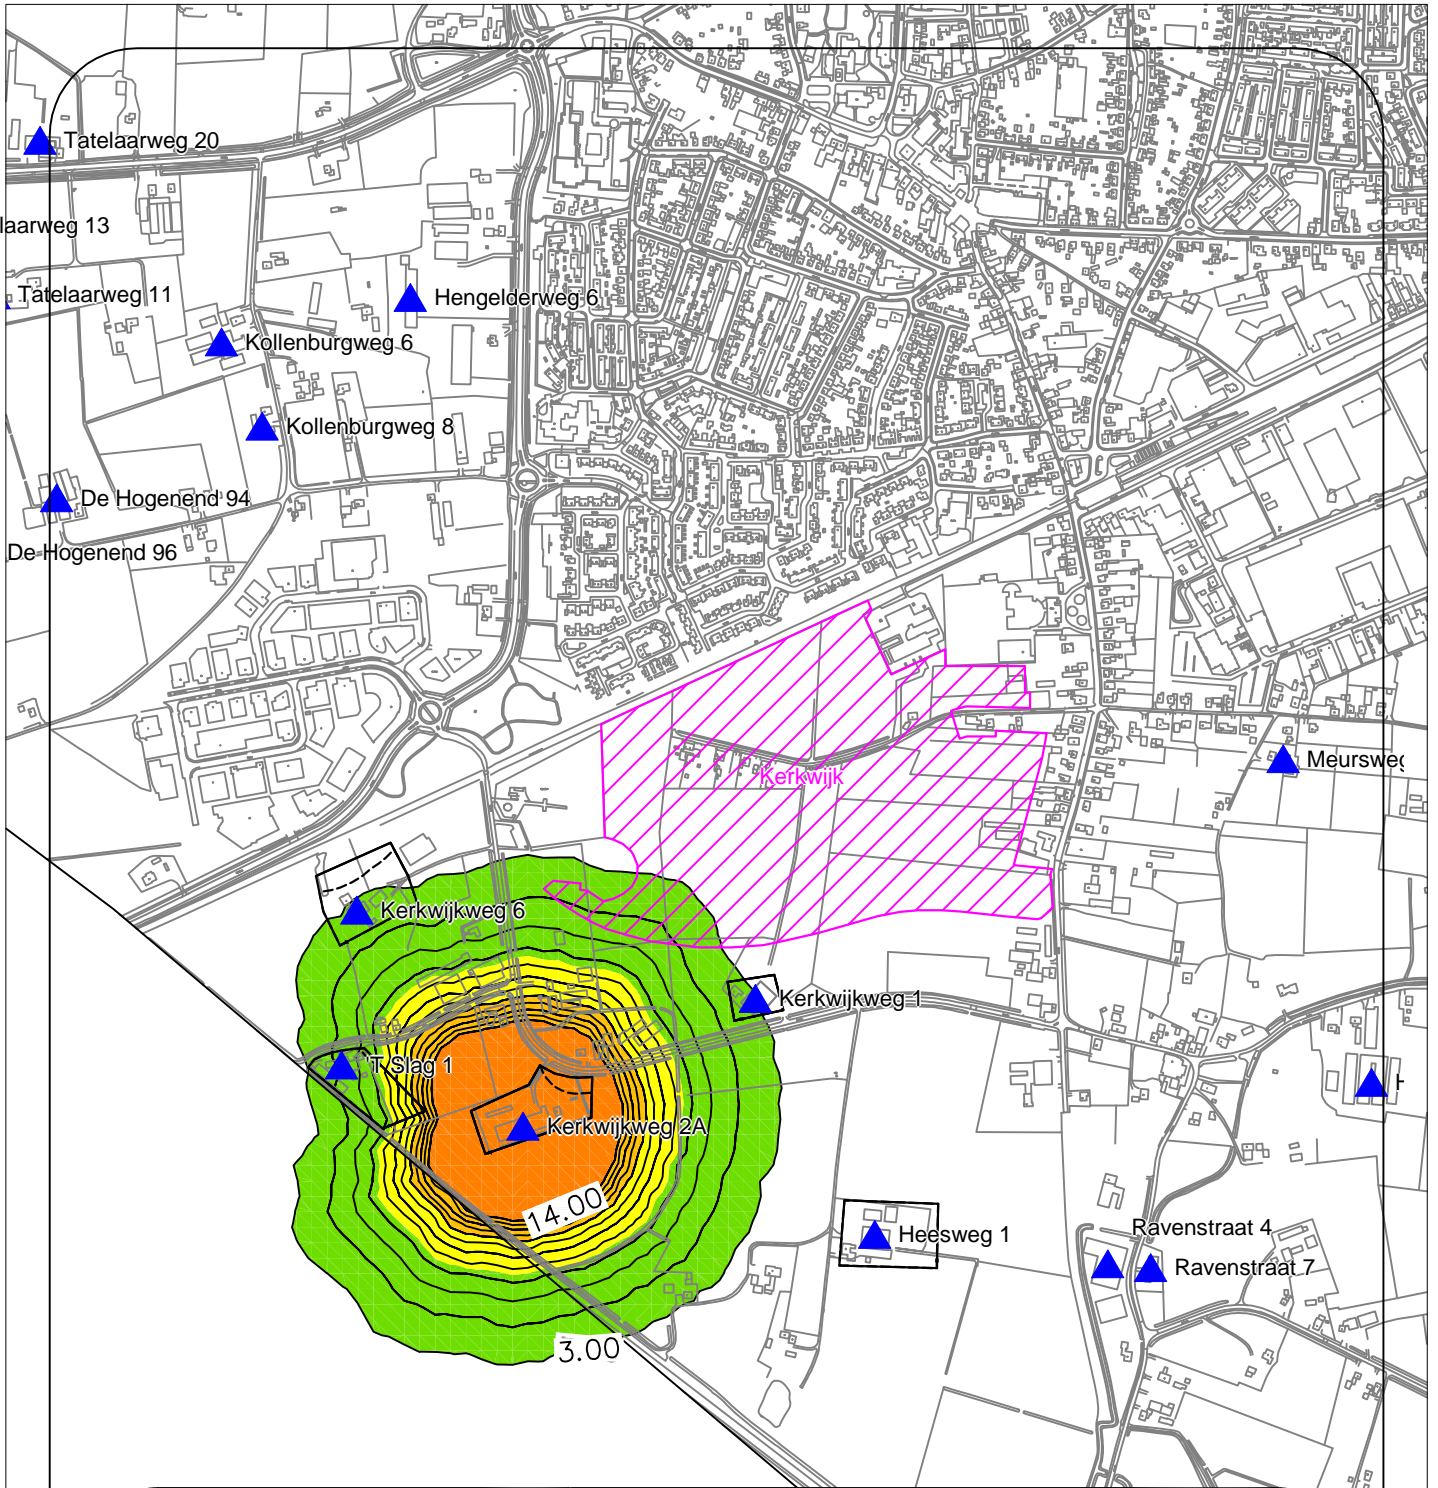 Tatelaarweg 20
laarweg 13
Tatelaarweg 11
Hengelderweg 6
Kollenburgweg 6
Kollenburgweg 8
De Hogenend 94
De Hogenend 96
Kerkwijk
Meursweg
Kerkwijkweg 6
Kerkwijkweg 1
T Slag 1
H
Kerkwijkweg 2A
14.00
Heesweg 1
Ravenstraat 4
Ravenstraat 7
3.00